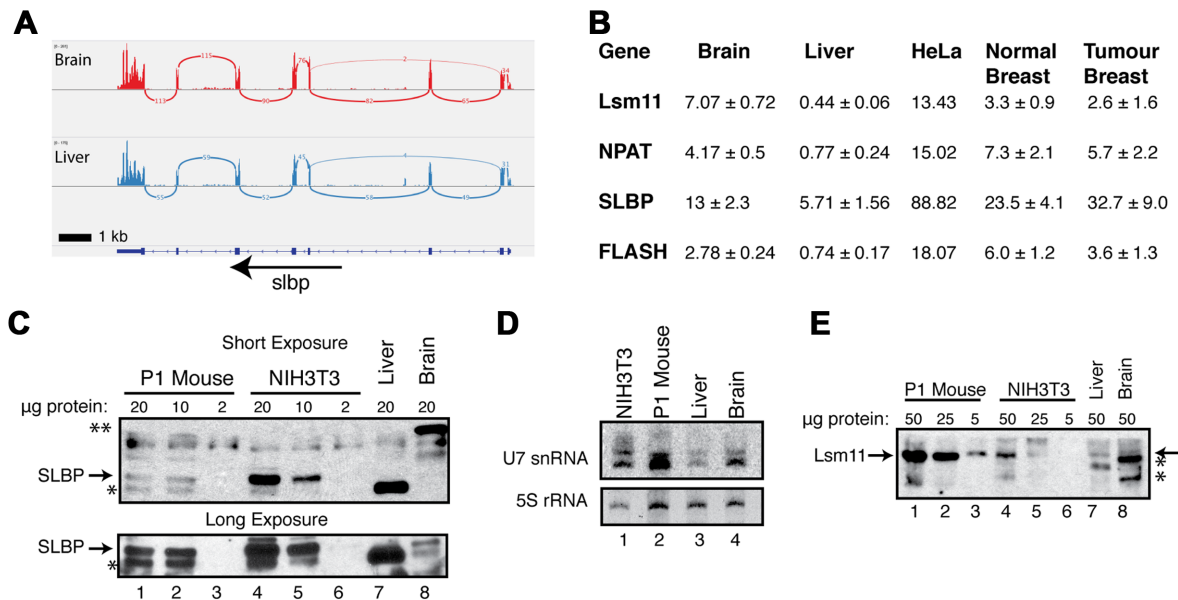 A
[0 - 289]
Brain
113
115
90
76
82
2
65
34
Liver
55
59
52
45
58
4
49
31
1 kb
slbp
B
Gene Brain Liver HeLa Normal Breast Tumour Breast
Lsm11 7.07 ± 0.72 0.44 ± 0.06 13.43 3.3 ± 0.9 2.6 ± 1.6
NPAT 4.17 ± 0.5 0.77 ± 0.24 15.02 7.3 ± 2.1 5.7 ± 2.2
SLBP 13 ± 2.3 5.71 ± 1.56 88.82 23.5 ± 4.1 32.7 ± 9.0
FLASH 2.78 ± 0.24 0.74 ± 0.17 18.07 6.0 ± 1.2 3.6 ± 1.3
C
Short Exposure
P1 Mouse NIH3T3 Liver Brain
µg protein: 20 10 2 20 10 2 20 20
**
SLBP
*
Long Exposure
SLBP
*
1 2 3 4 5 6 7 8
D
NIH3T3 P1 Mouse Liver Brain
U7 snRNA
5S rRNA
1 2 3 4
E
P1 Mouse NIH3T3 Liver Brain
µg protein: 50 25 5 50 25 5 50 50
Lsm11
*
*
1 2 3 4 5 6 7 8